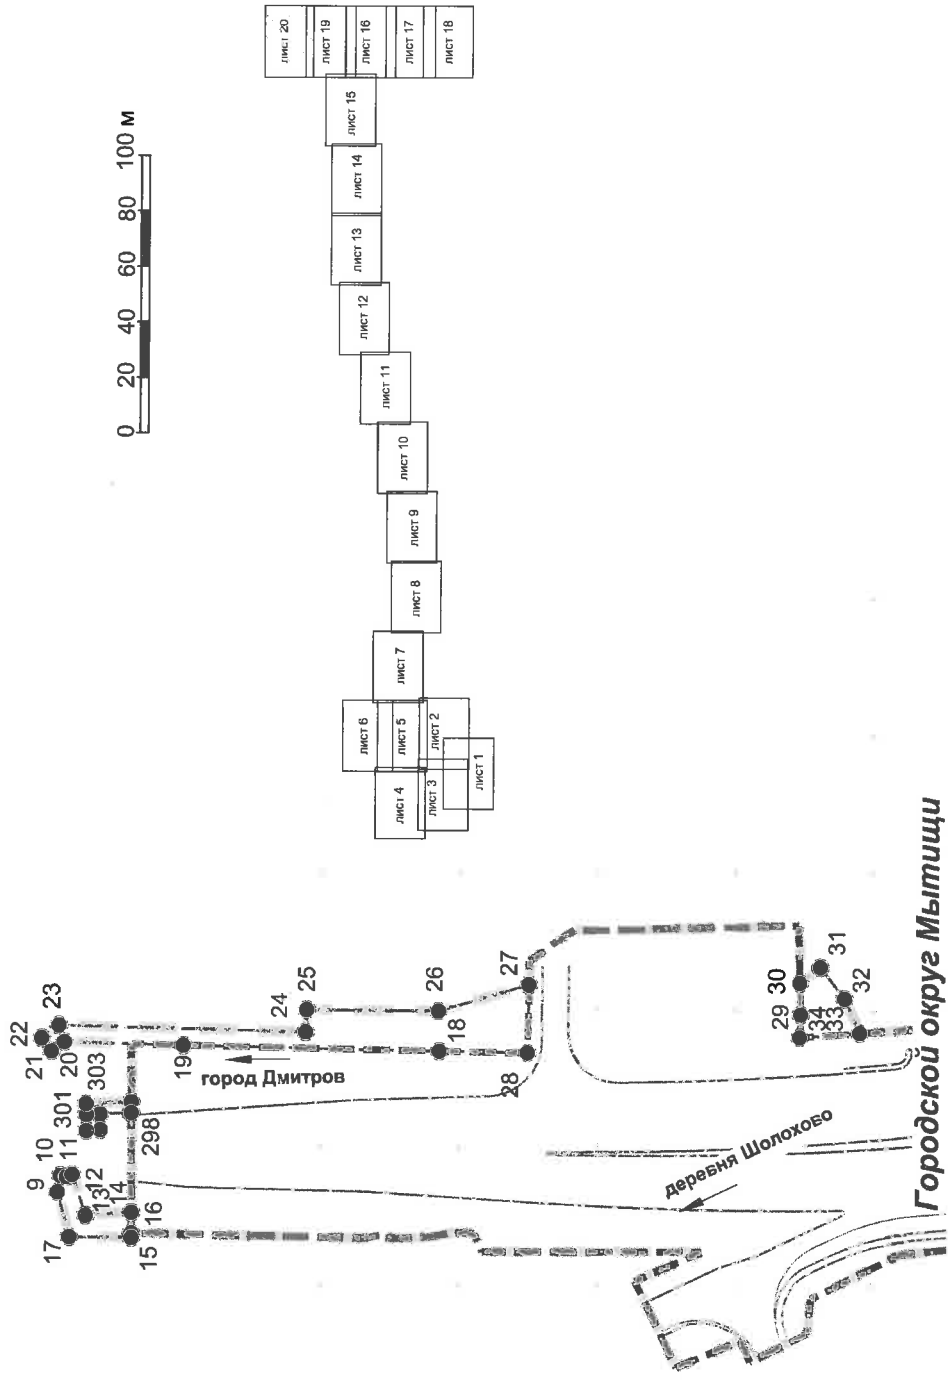 лист 20
лист 19
лист 16
лист 17
лист 18
лист 15
лист 14
лист 13
лист 12
лист 11
лист 10
лист 9
лист 8
лист 7
лист 6
лист 5
лист 2
лист 1
лист 4
лист 3
0 20 40 60 80 100 м
9
10
11
12
13
14
15
16
17
301
303
298
20
21
22
23
19
24
25
26
18
27
28
29
30
31
32
33
34
город Дмитров
деревня Шолохово
Городской округ Мытищи